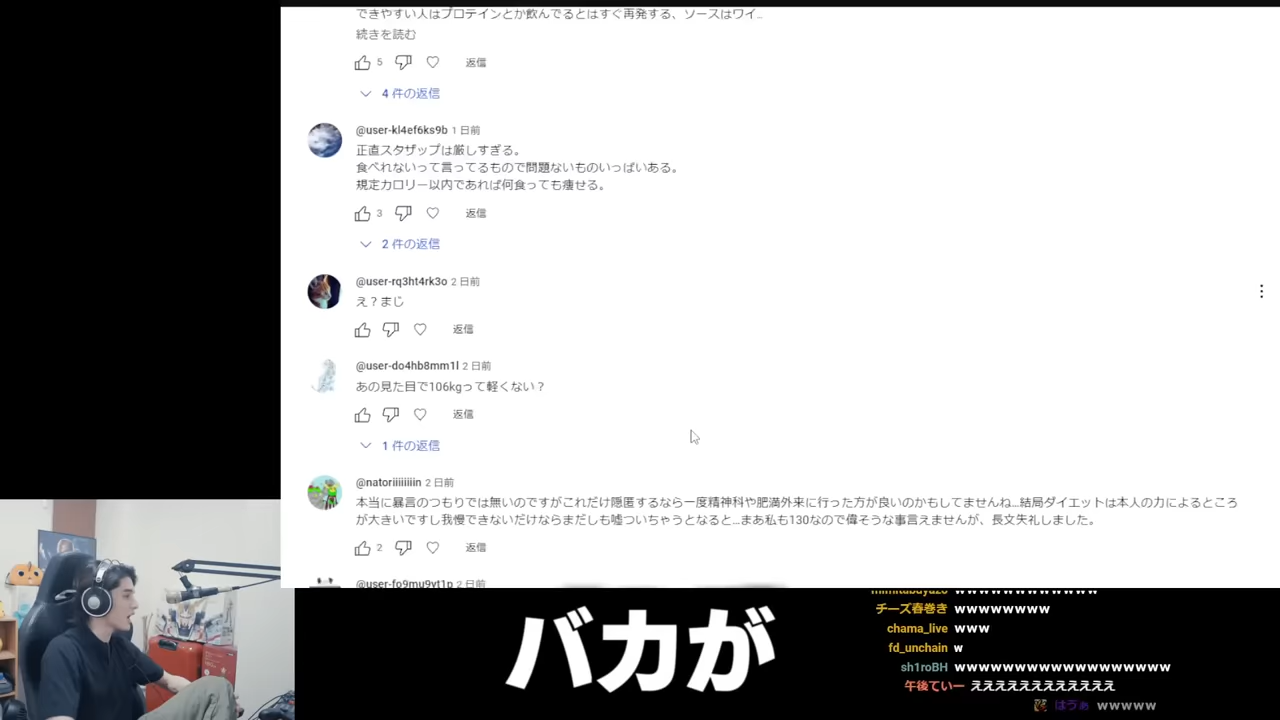 できやすい人はプロテインとか飲んでるとはすぐ再発する、ソースはワイ...
続きを読む
5 返信
4 件の返信
@user-kl4ef6ks9b 1 日前
正直スタザップは厳しすぎる。
食べれないって言ってるもので問題ないものいっぱいある。
規定カロリー以内であれば何食っても痩せる。
3 返信
2 件の返信
@user-rq3ht4rk3o 2 日前
え？まじ
返信
@user-do4hb8mm1l 2 日前
あの見た目で106kgって軽くない？
返信
1 件の返信
@natoriiiiiiiin 2 日前
本当に暴言のつもりでは無いのですがこれだけ隠匿するなら一度精神科や肥満外来に行った方が良いのかもしてませんね...結局ダイエットは本人の力によるところ
が大きいですし我慢できないだけならまだしも嘘ついちゃうとなると...まあ私も130なので偉そうな事言えませんが、長文失礼しました。
2 返信
@user-fo9mu9vt1p 2 日前
バカが
チーズ春巻き wwwwwwww
chama_live www
fd_unchain w
sh1roBH wwwwwwwwwwwwwwwwww
午後てぃー えええええええええええ
はうぁ wwwww